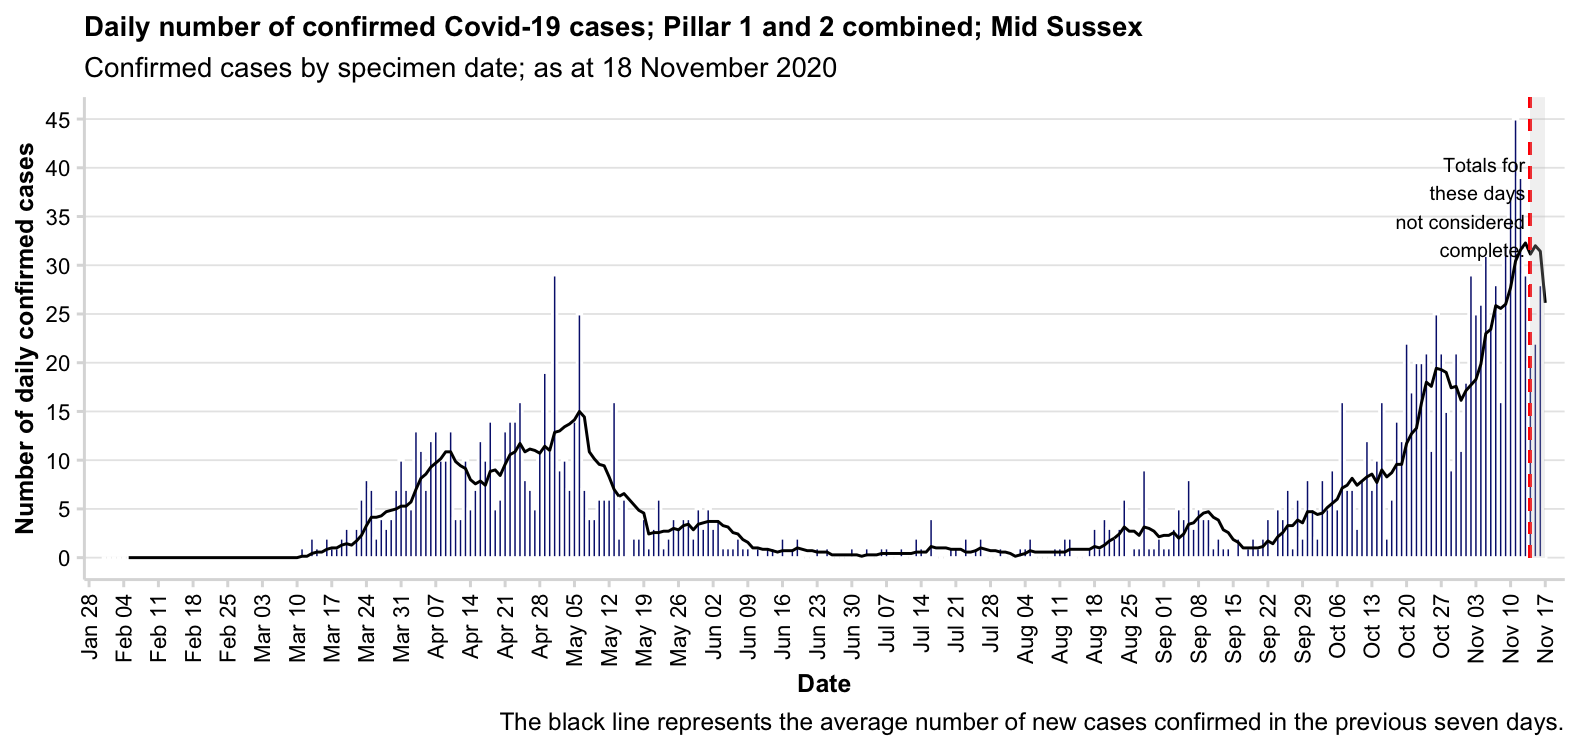 Daily number of confirmed Covid-19 cases; Pillar 1 and 2 combined; Mid Sussex
Confirmed cases by specimen date; as at 18 November 2020
Number of daily confirmed cases
45
40
35
30
25
20
15
10
5
0
Totals for
these days
not considered
complete.
Jan 28
Feb 04
Feb 11
Feb 18
Feb 25
Mar 03
Mar 10
Mar 17
Mar 24
Mar 31
Apr 07
Apr 14
Apr 21
Apr 28
May 05
May 12
May 19
May 26
Jun 02
Jun 09
Jun 16
Jun 23
Jun 30
Jul 07
Jul 14
Jul 21
Jul 28
Aug 04
Aug 11
Aug 18
Aug 25
Sep 01
Sep 08
Sep 15
Sep 22
Sep 29
Oct 06
Oct 13
Oct 20
Oct 27
Nov 03
Nov 10
Nov 17
Date
The black line represents the average number of new cases confirmed in the previous seven days.